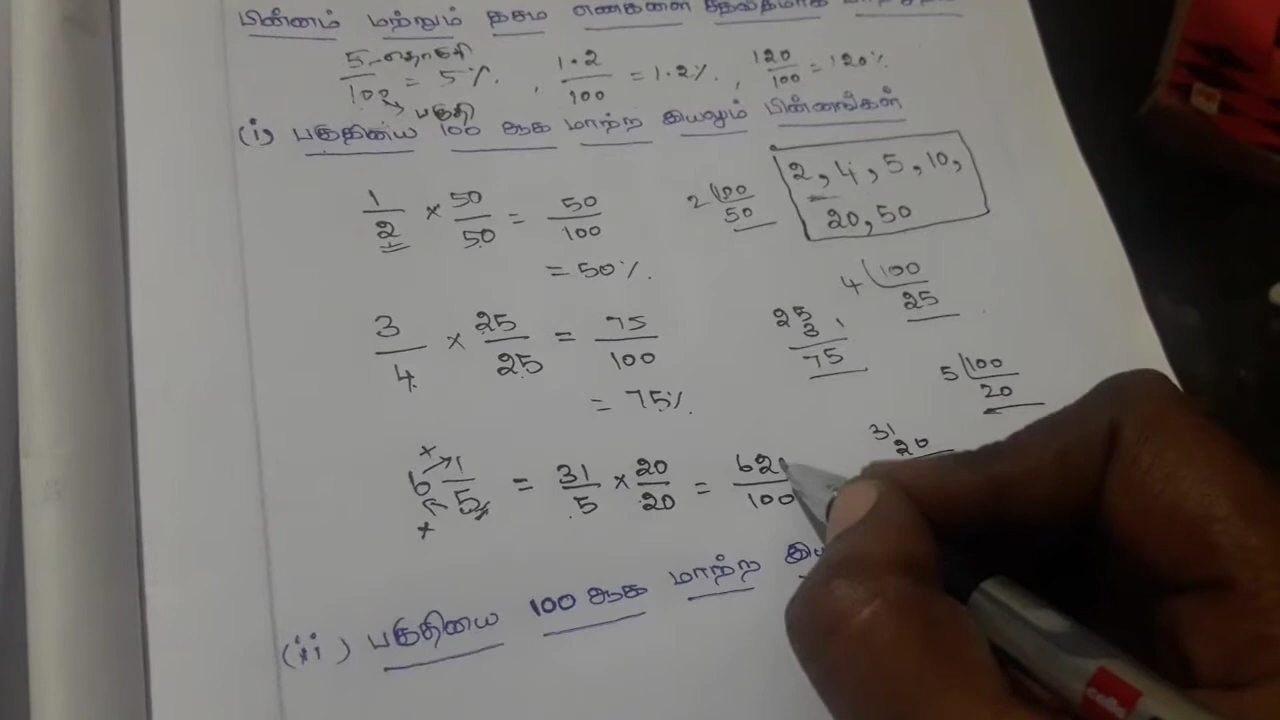 பின்னம் மற்றும் தசம எண்களை
5 தொகுதி
/100 = 5%. , 1.2/100 = 1.2%. , 120/100 = 120%.
பகுதி
(i) பகுதியை 100 ஆக மாற்ற இயலும் பின்னங்கள்
2, 4, 5, 10,
20, 50
1/2 × 50/50 = 50/100
2 100
50
= 50%.
4 100
25
3/4 × 25/25 = 75/100
25
3
75
= 75%.
5 100
20
6 1/5 = 31/5 × 20/20 = 620/100
31
20
(ii) பகுதியை 100 ஆக மாற்ற
cello